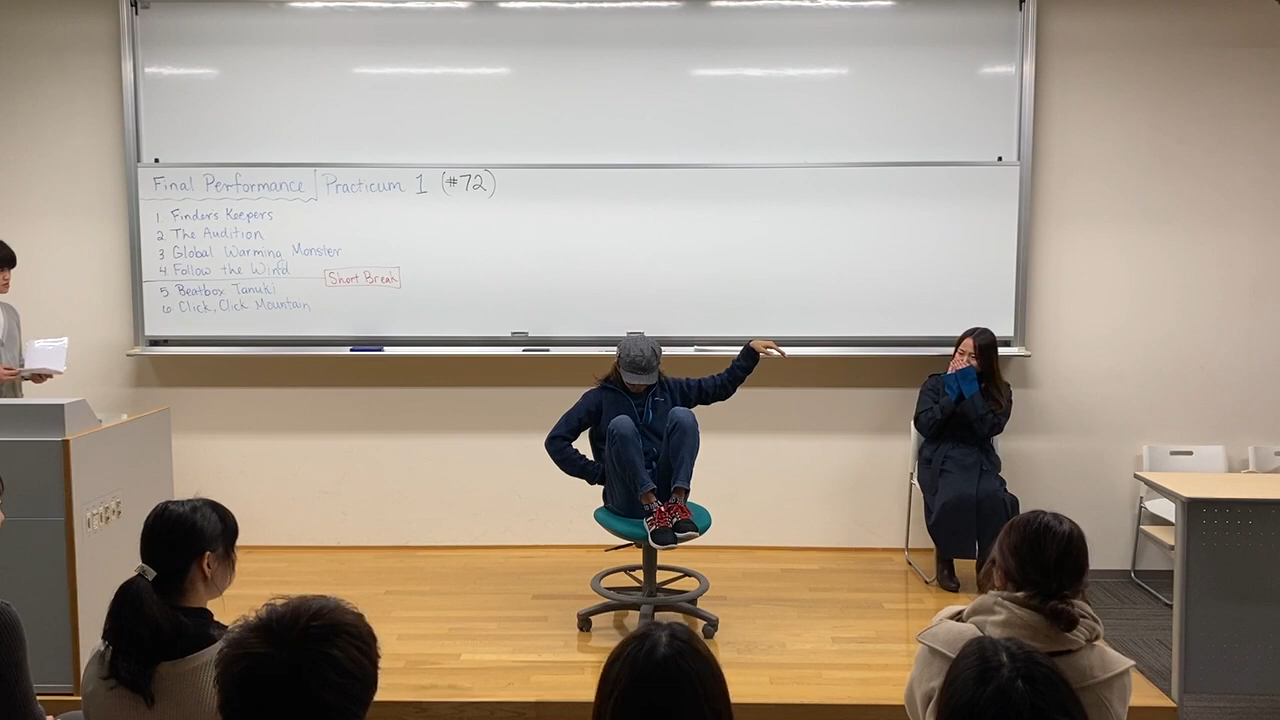 Final Performance Practicum 1 (#72)
1. Finder's Keepers
2 The Audition
3 Global Warming Monster
4 Follow the Wind
Short Break
5 Beatbox Tanuki
6 Click, Click Mountain